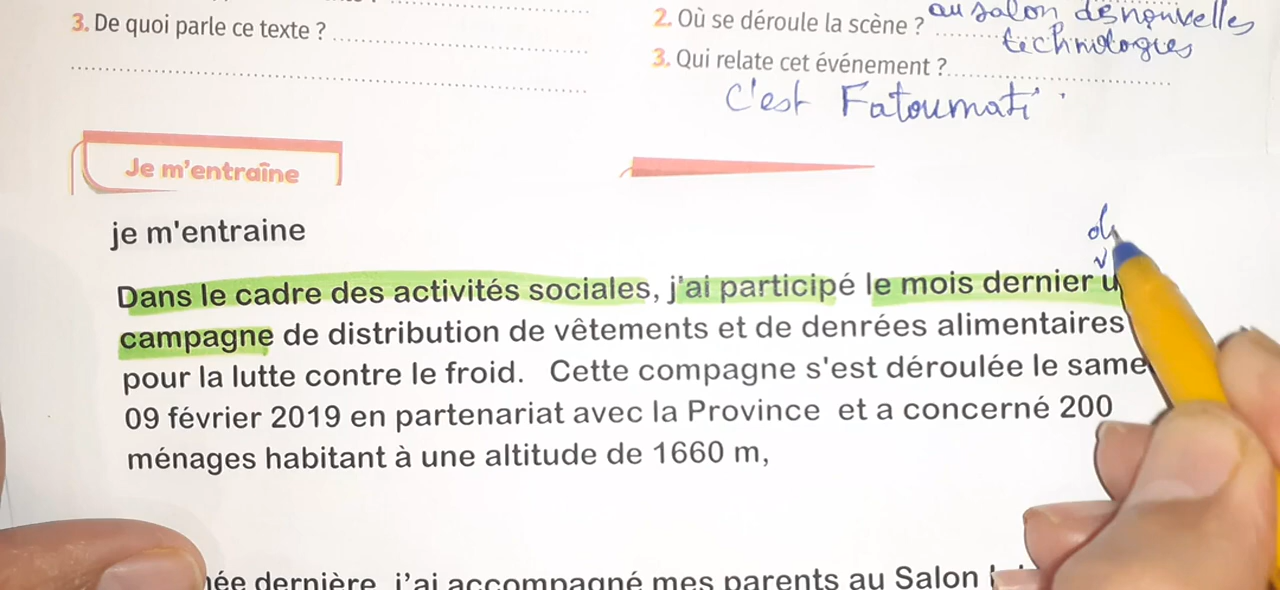 3. De quoi parle ce texte ?
2. Où se déroule la scène ? au salon de nouvelles
technologies
3. Qui relate cet événement ?
C'est Fatoumati
Je m'entraîne
je m'entraine
Dans le cadre des activités sociales, j'ai participé le mois dernier
campagne de distribution de vêtements et de denrées alimentaires
pour la lutte contre le froid. Cette compagne s'est déroulée le
09 février 2019 en partenariat avec la Province et a concerné 200
ménages habitant à une altitude de 1660 m,
dernière, j'ai accompagné mes parents au Salon